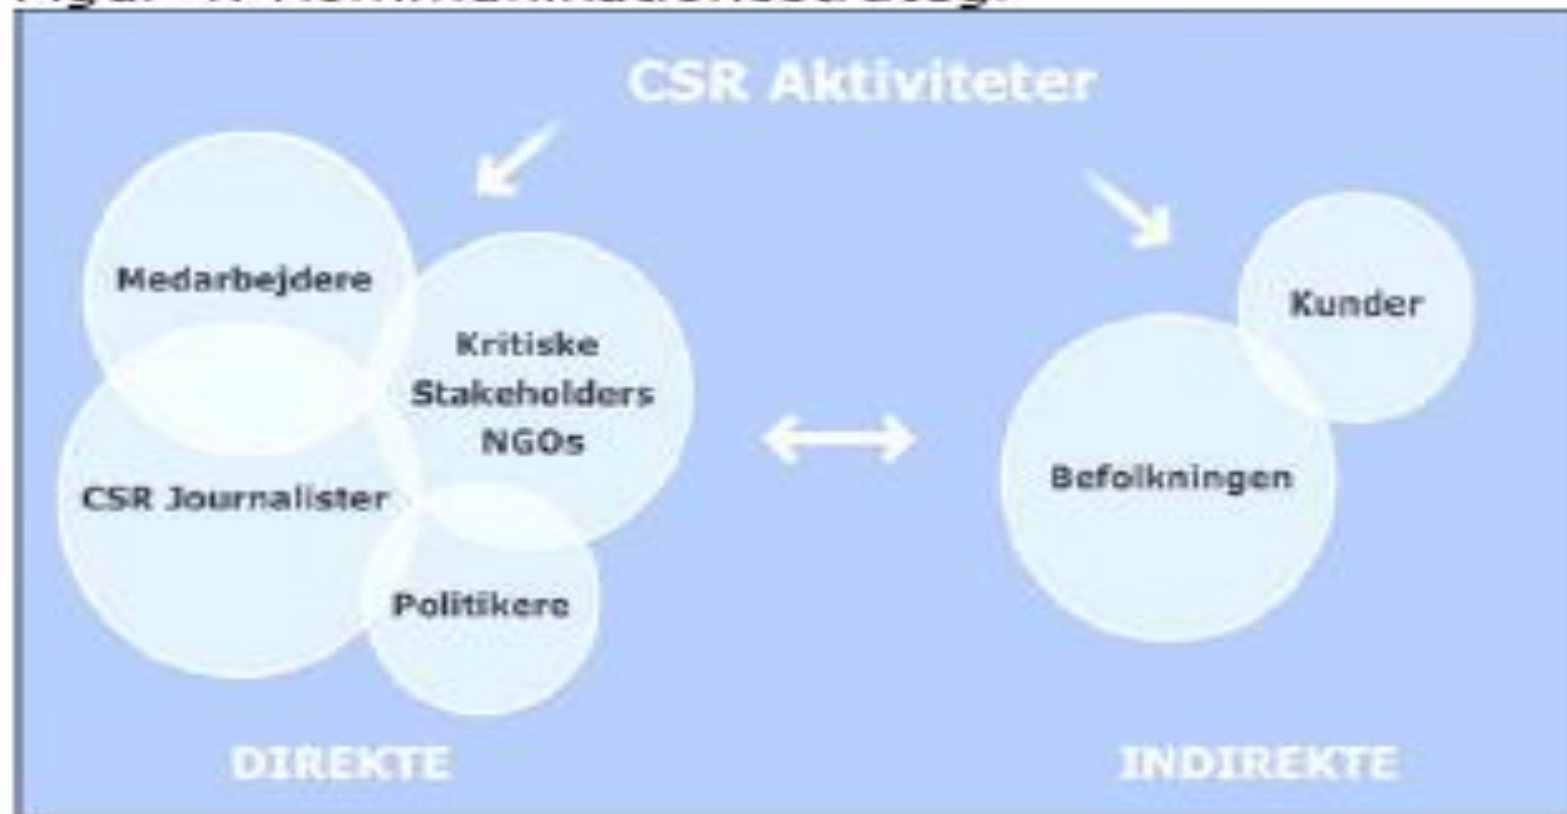 CSR Aktiviteter
Medarbejdere
Kritiske
Stakeholders
NGOs
CSR Journalister
Politikere
Kunder
Befolkningen
DIREKTE
INDIREKTE